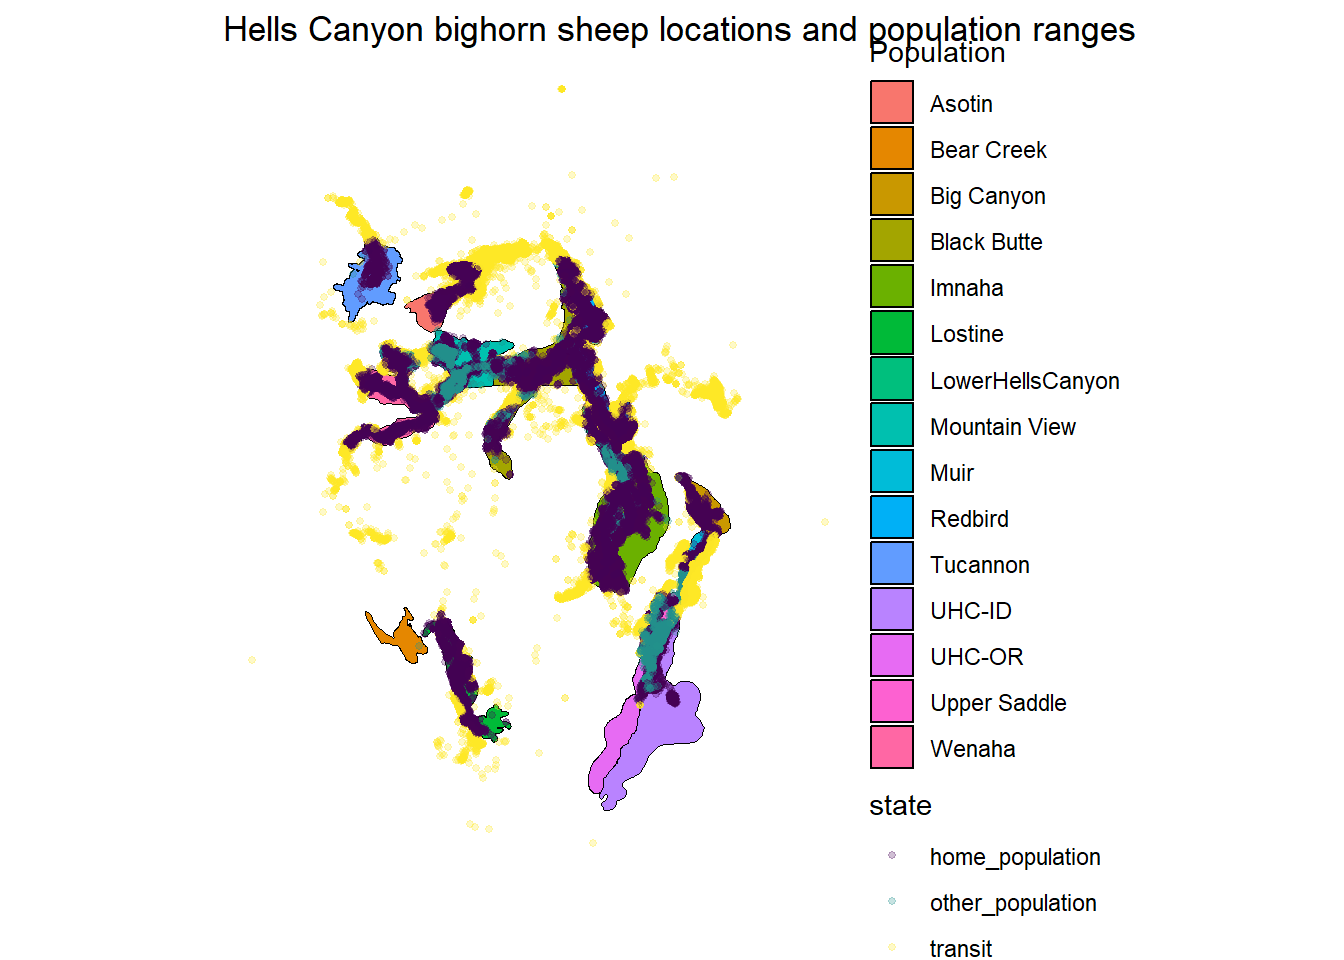 Hells Canyon bighorn sheep locations and population ranges
Population
Asotin
Bear Creek
Big Canyon
Black Butte
Imnaha
Lostine
LowerHellsCanyon
Mountain View
Muir
Redbird
Tucannon
UHC-ID
UHC-OR
Upper Saddle
Wenaha
state
home_population
other_population
transit